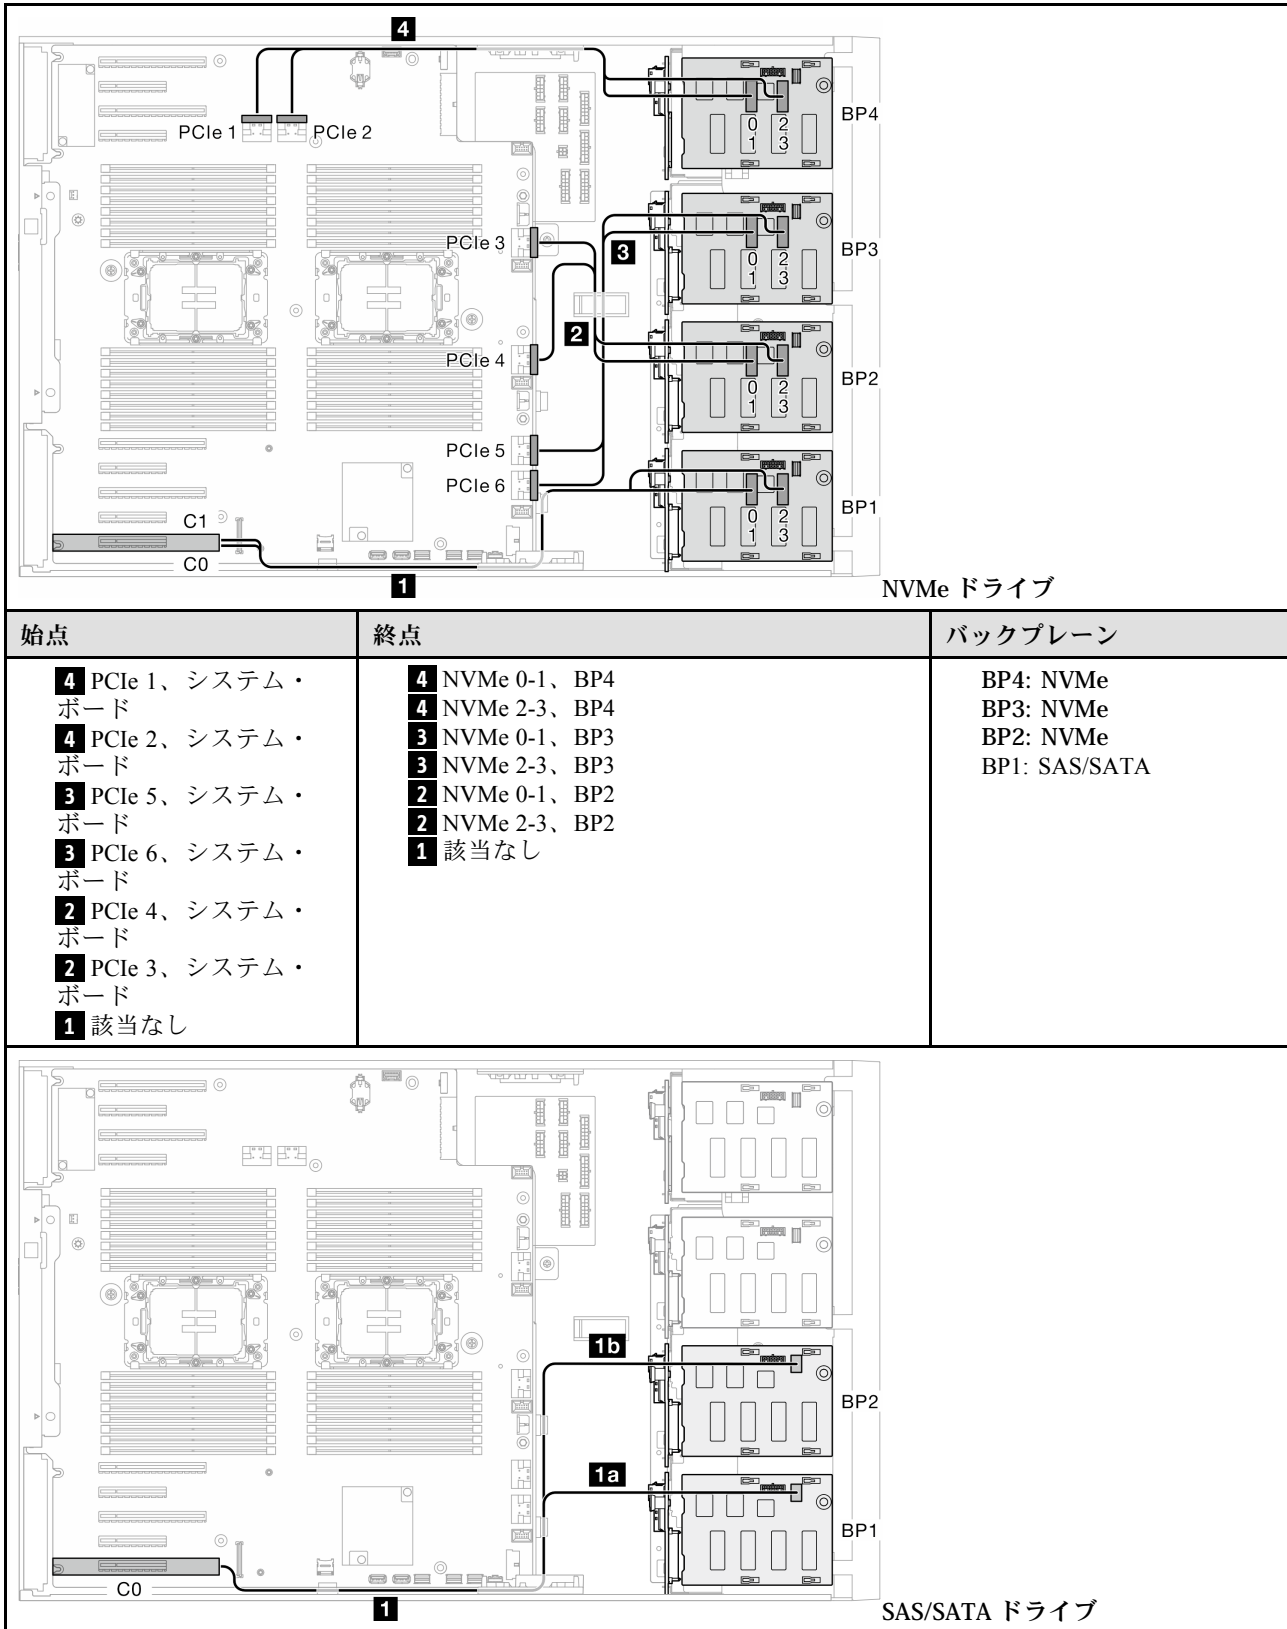 4
PCIe 1
PCIe 2
0 2
1 3
BP4
PCIe 3
3
0 2
1 3
BP3
2
PCIe 4
0 2
1 3
BP2
PCIe 5
PCIe 6
0 2
1 3
BP1
C1
C0
1
NVMe ドライブ
始点
終点
バックプレーン
4 PCIe 1、システム・
ボード
4 PCIe 2、システム・
ボード
3 PCIe 5、システム・
ボード
3 PCIe 6、システム・
ボード
2 PCIe 4、システム・
ボード
2 PCIe 3、システム・
ボード
1 該当なし
4 NVMe 0-1、BP4
4 NVMe 2-3、BP4
3 NVMe 0-1、BP3
3 NVMe 2-3、BP3
2 NVMe 0-1、BP2
2 NVMe 2-3、BP2
1 該当なし
BP4: NVMe
BP3: NVMe
BP2: NVMe
BP1: SAS/SATA
1b
BP2
1a
BP1
C0
1
SAS/SATA ドライブ